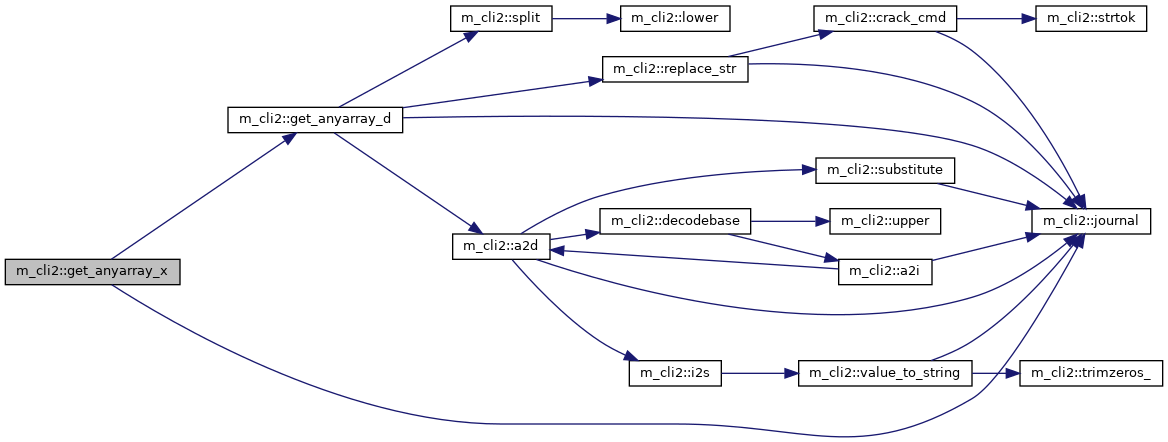 m_cli2::split
m_cli2::lower
m_cli2::crack_cmd
m_cli2::strtok
m_cli2::replace_str
m_cli2::get_anyarray_d
m_cli2::substitute
m_cli2::decodebase
m_cli2::upper
m_cli2::journal
m_cli2::a2d
m_cli2::get_anyarray_x
m_cli2::a2i
m_cli2::i2s
m_cli2::value_to_string
m_cli2::trimzeros_